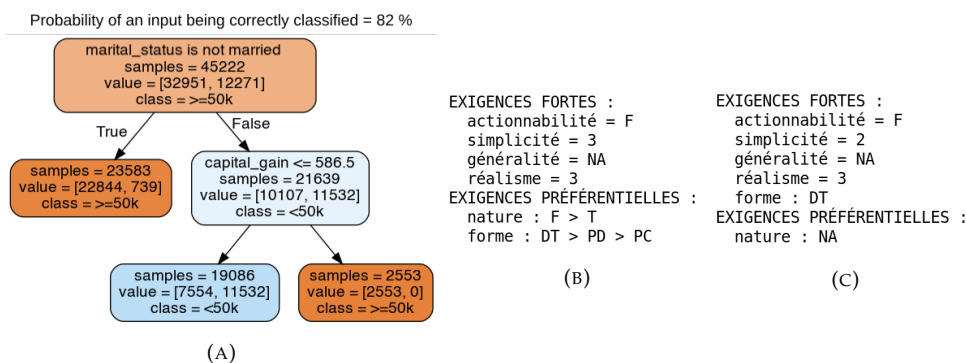 Probability of an input being correctly classified = 82 %
marital_status is not married
samples = 45222
value = [32951, 12271]
class = >=50k
True
False
samples = 23583
value = [22844, 739]
class = >=50k
capital_gain <= 586.5
samples = 21639
value = [10107, 11532]
class = <50k
samples = 19086
value = [7554, 11532]
class = <50k
samples = 2553
value = [2553, 0]
class = >=50k
(A)
EXIGENCES FORTES :
actionnabilité = F
simplicité = 3
généralité = NA
réalisme = 3
EXIGENCES PRÉFÉRENTIELLES :
nature : F > T
forme : DT > PD > PC
(B)
EXIGENCES FORTES :
actionnabilité = F
simplicité = 2
généralité = NA
réalisme = 3
forme : DT
EXIGENCES PRÉFÉRENTIELLES :
nature : NA
(C)